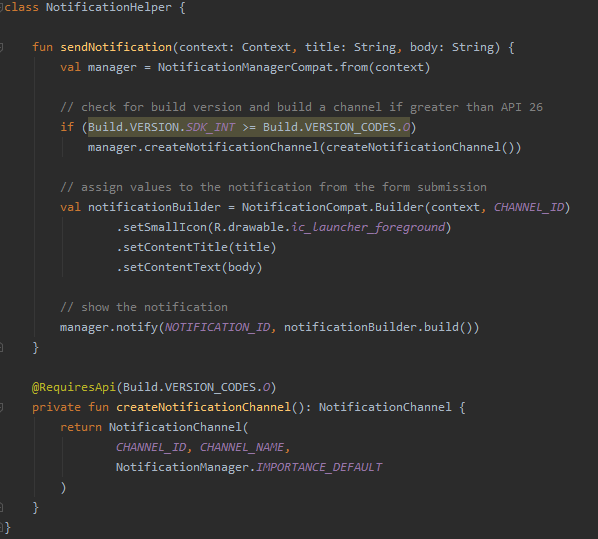 class NotificationHelper {
fun sendNotification(context: Context, title: String, body: String) {
val manager = NotificationManagerCompat.from(context)
// check for build version and build a channel if greater than API 26
if (Build.VERSION.SDK_INT >= Build.VERSION_CODES.O)
manager.createNotificationChannel(createNotificationChannel())
// assign values to the notification from the form submission
val notificationBuilder = NotificationCompat.Builder(context, CHANNEL_ID)
.setSmallIcon(R.drawable.ic_launcher_foreground)
.setContentTitle(title)
.setContentText(body)
// show the notification
manager.notify(NOTIFICATION_ID, notificationBuilder.build())
}
@RequiresApi(Build.VERSION_CODES.O)
private fun createNotificationChannel(): NotificationChannel {
return NotificationChannel(
CHANNEL_ID, CHANNEL_NAME,
NotificationManager.IMPORTANCE_DEFAULT
)
}
}